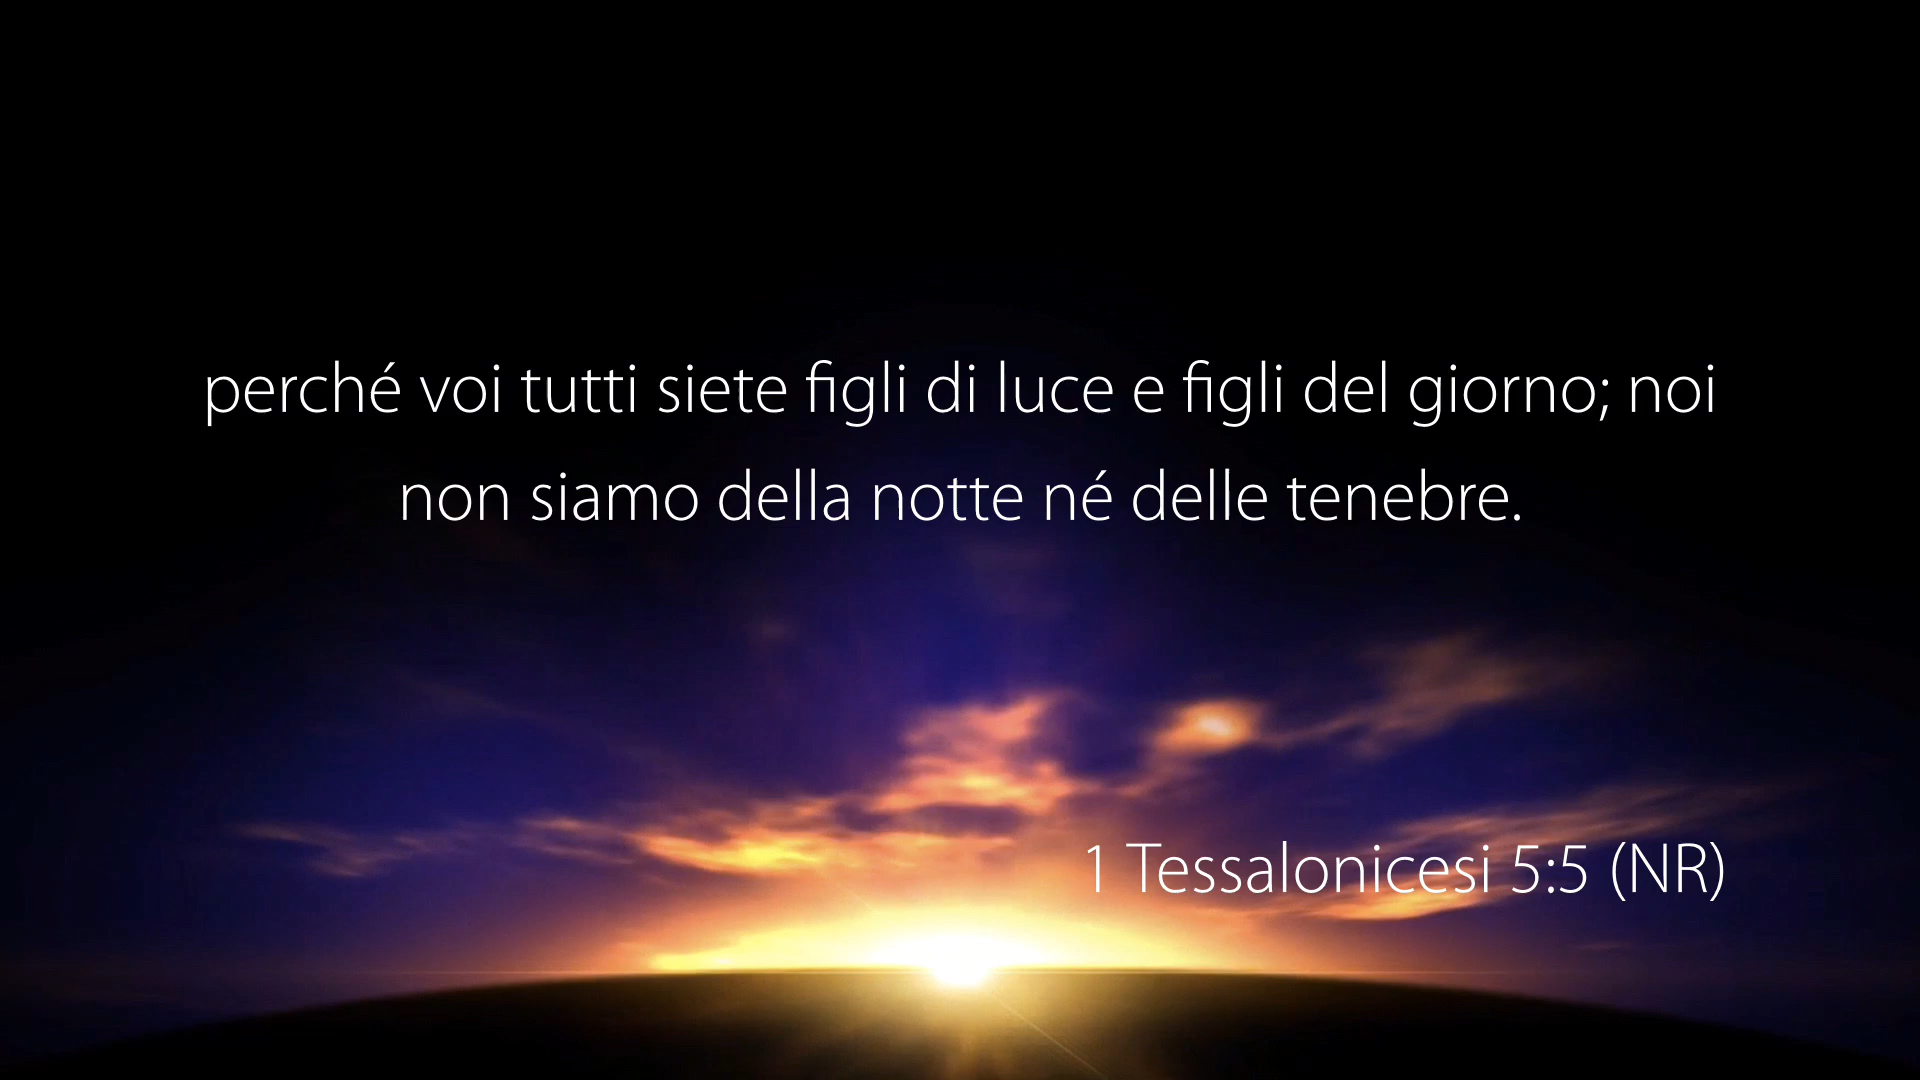 perché voi tutti siete figli di luce e figli del giorno; noi
non siamo della notte né delle tenebre.
1 Tessalonicesi 5:5 (NR)